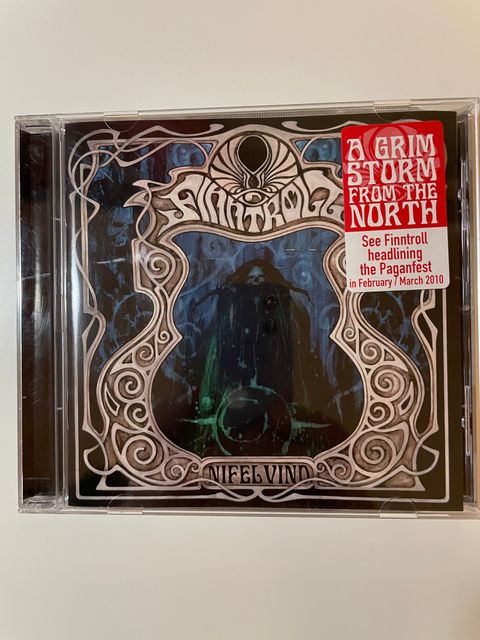 FINNTROLL
A GRIM
STORM
FROM THE
NORTH
See Finntroll
headlining
the Paganfest
in February / March 2010
NIFELVIND